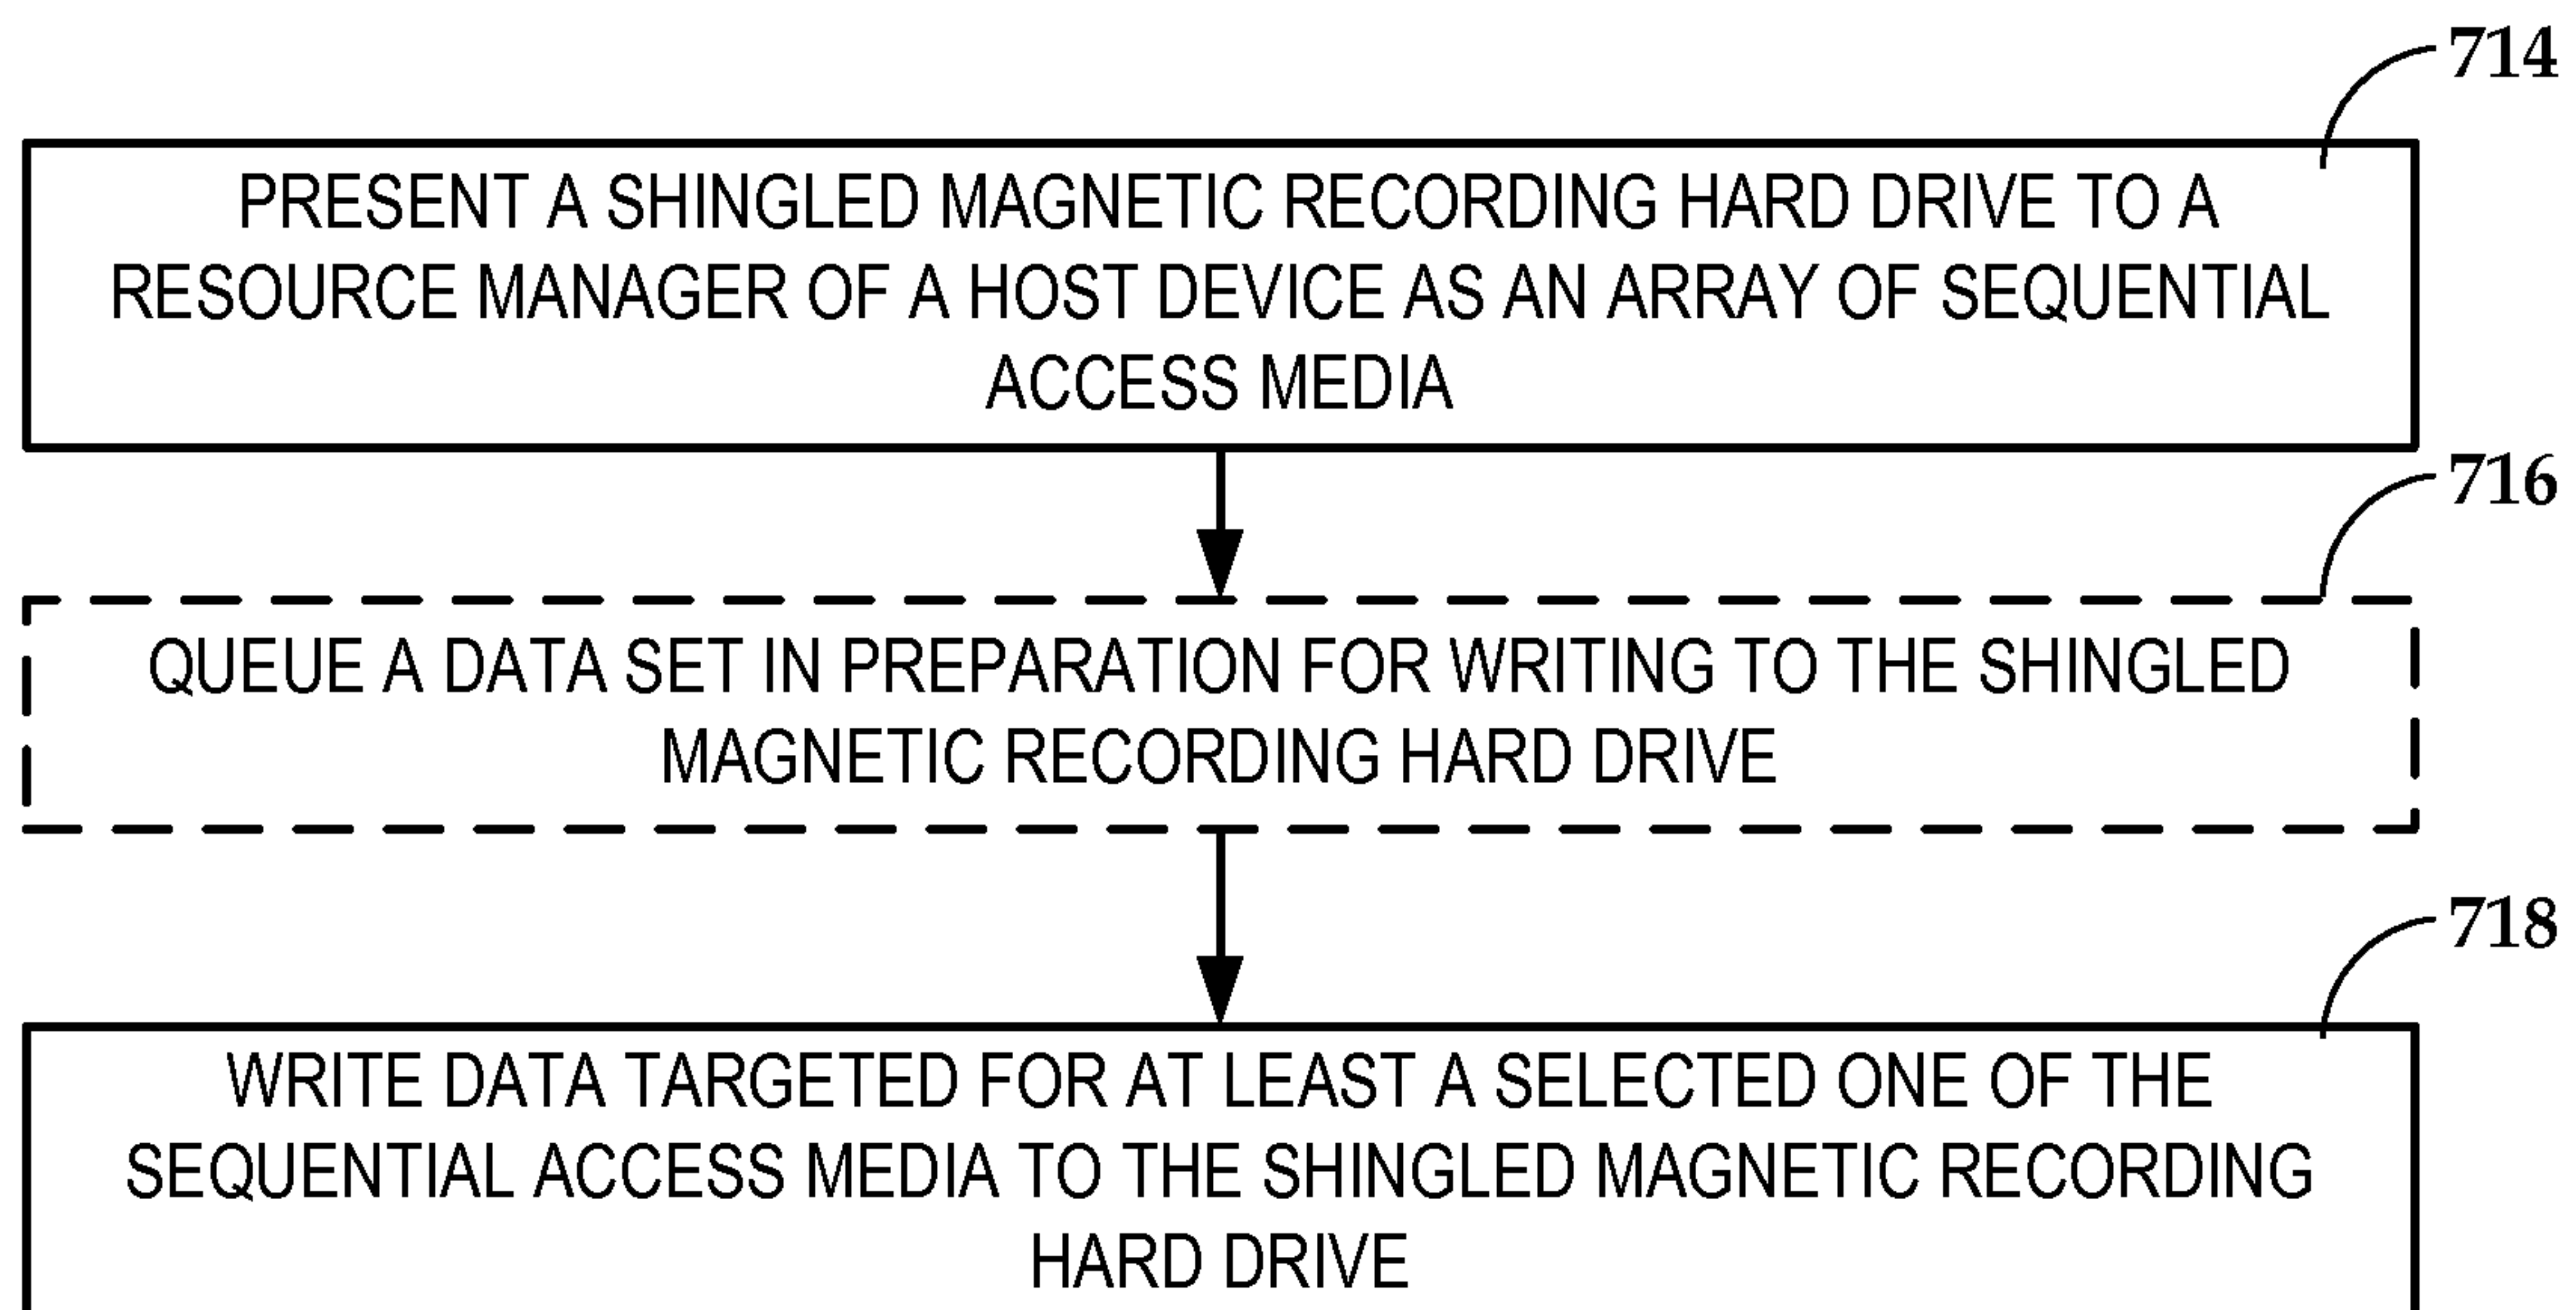 714
PRESENT A SHINGLED MAGNETIC RECORDING HARD DRIVE TO A
RESOURCE MANAGER OF A HOST DEVICE AS AN ARRAY OF SEQUENTIAL
ACCESS MEDIA
716
QUEUE A DATA SET IN PREPARATION FOR WRITING TO THE SHINGLED
MAGNETIC RECORDING HARD DRIVE
718
WRITE DATA TARGETED FOR AT LEAST A SELECTED ONE OF THE
SEQUENTIAL ACCESS MEDIA TO THE SHINGLED MAGNETIC RECORDING
HARD DRIVE